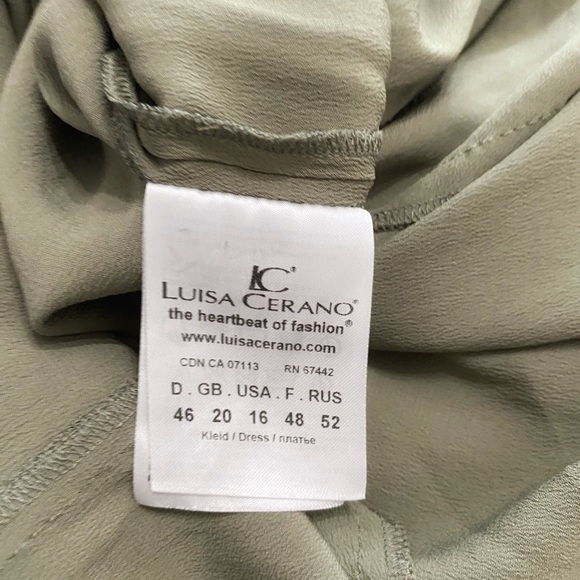 LC
LUISA CERANO®
the heartbeat of fashion®
www.luisacerano.com
CDN CA 07113 RN 67442
D . GB . USA . F . RUS
46 20 16 48 52
Kleid / Dress / платье